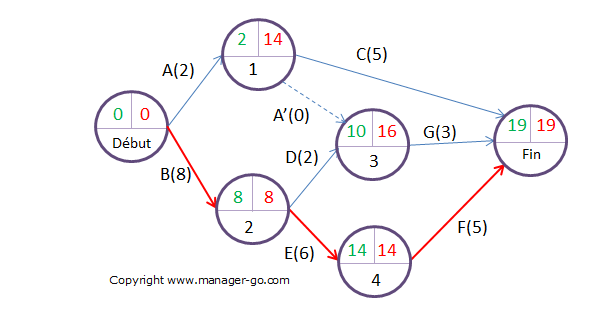 2 14
1
A(2)
C(5)
A'(0)
0 0
Début
10 16
3
G(3)
19 19
Fin
B(8)
D(2)
8 8
2
E(6)
14 14
4
F(5)
Copyright www.manager-go.com